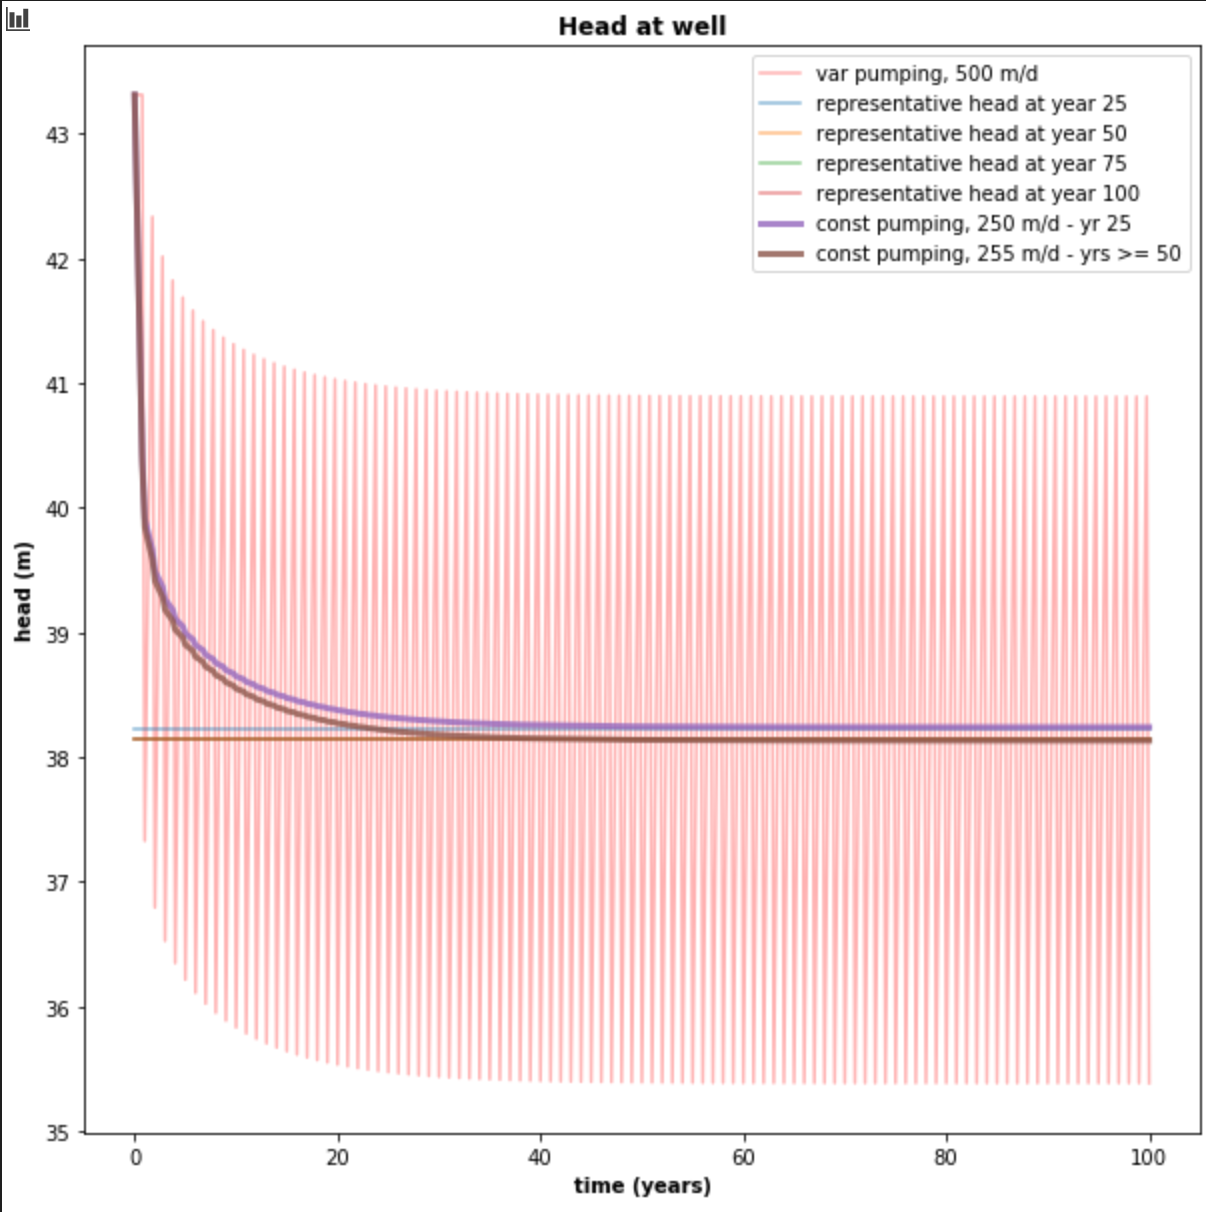 Head at well
var pumping, 500 m/d
representative head at year 25
representative head at year 50
representative head at year 75
representative head at year 100
const pumping, 250 m/d - yr 25
const pumping, 255 m/d - yrs >= 50
head (m)
43
42
41
40
39
38
37
36
35
0 20 40 60 80 100
time (years)